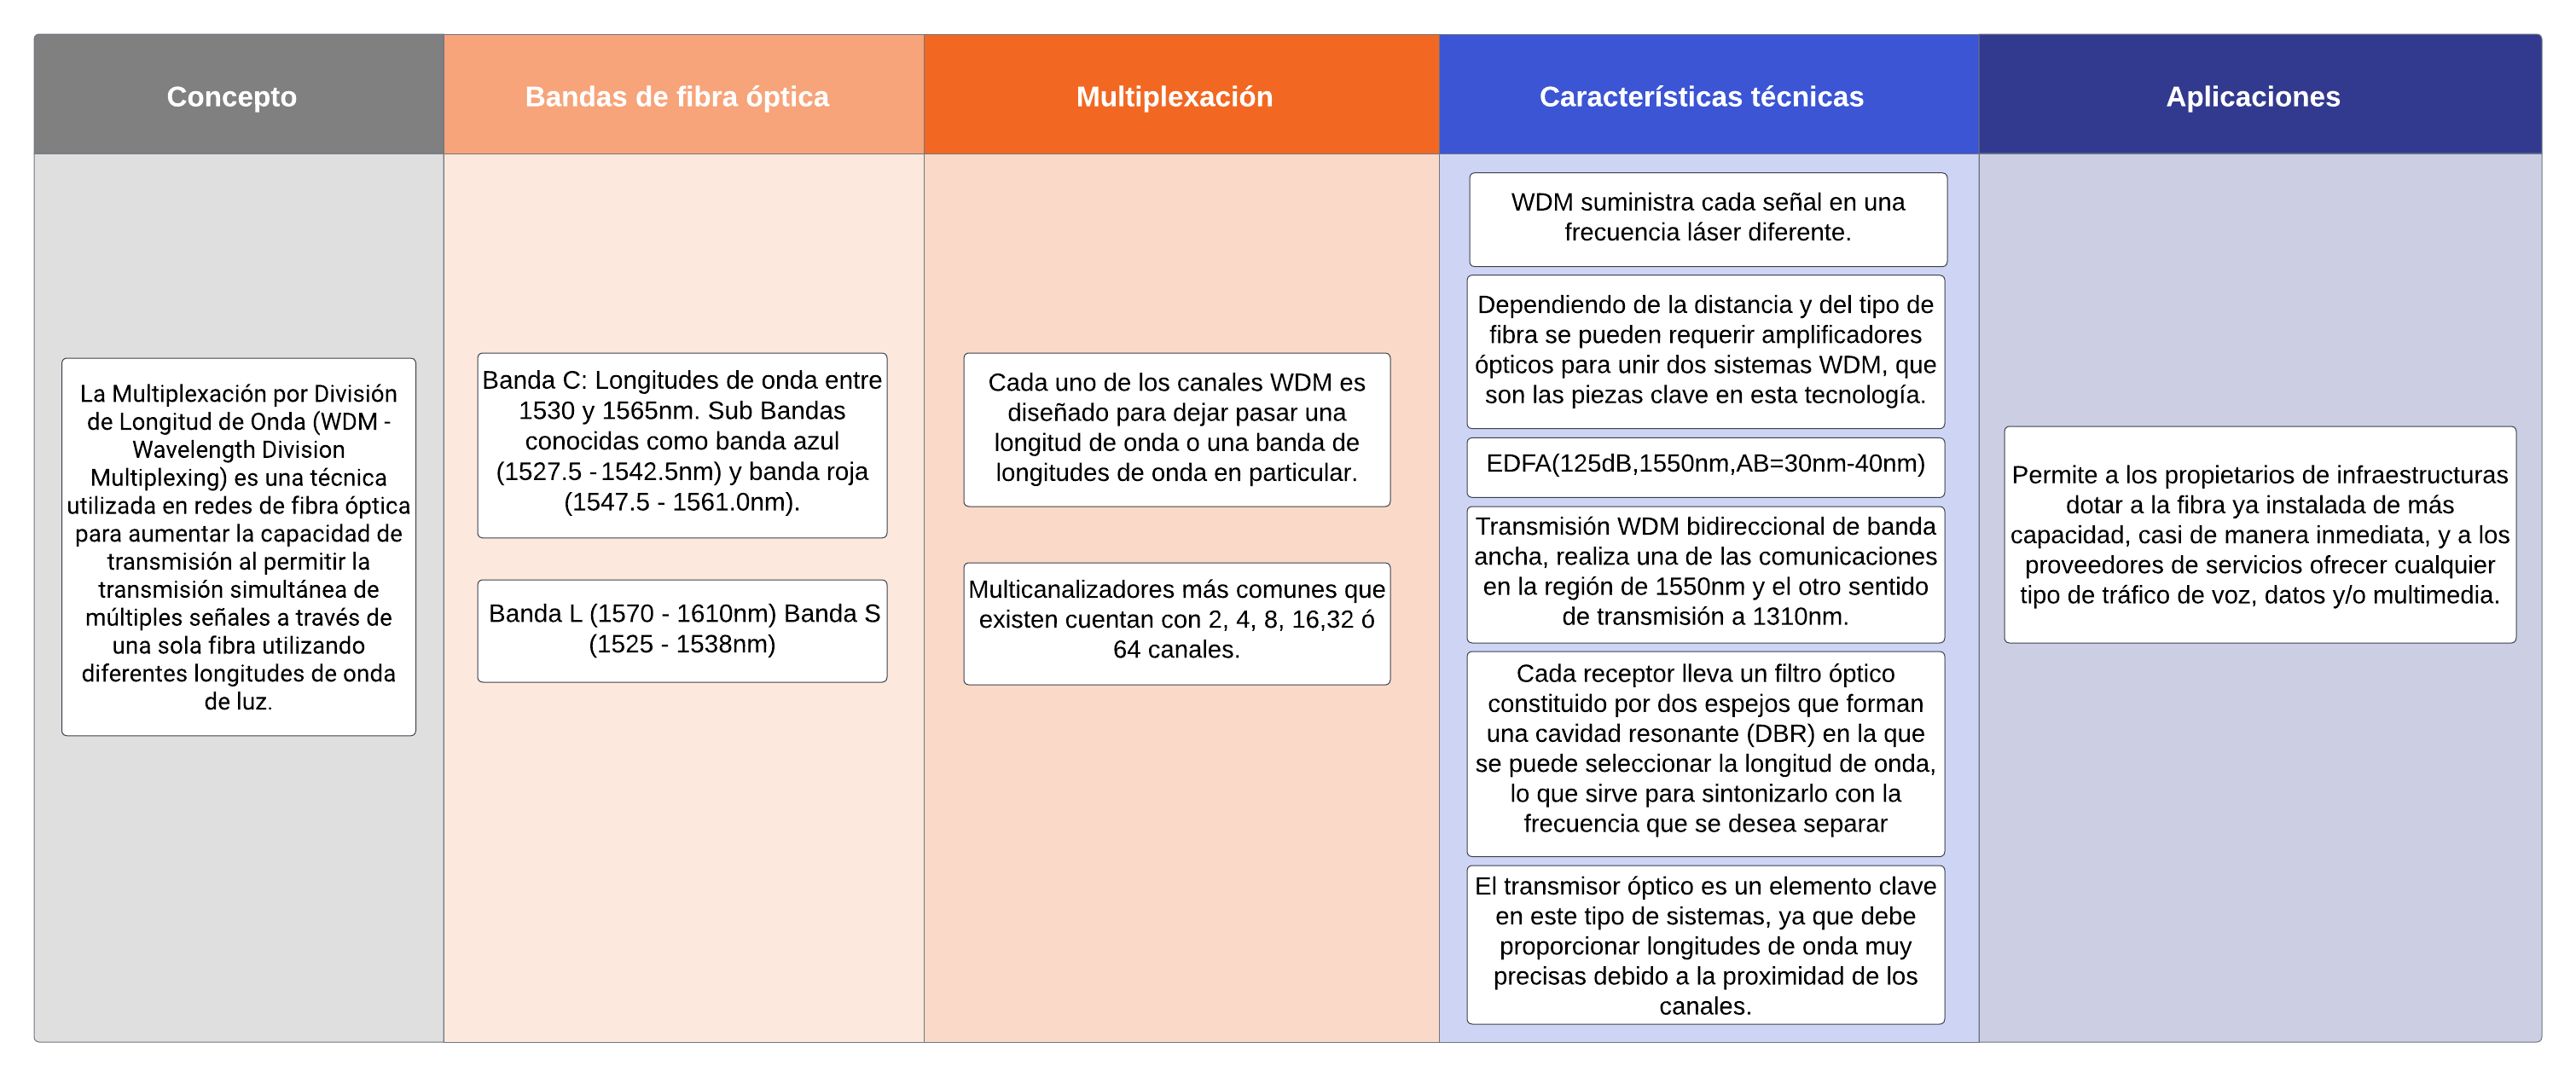 Concepto
Bandas de fibra óptica
Multiplexación
Características técnicas
Aplicaciones
La Multiplexación por División
de Longitud de Onda (WDM -
Wavelength Division
Multiplexing) es una técnica
utilizada en redes de fibra óptica
para aumentar la capacidad de
transmisión al permitir la
transmisión simultánea de
múltiples señales a través de
una sola fibra utilizando
diferentes longitudes de onda
de luz.
Banda C: Longitudes de onda entre
1530 y 1565nm. Sub Bandas
conocidas como banda azul
(1527.5 - 1542.5nm) y banda roja
(1547.5 - 1561.0nm).
Banda L (1570 - 1610nm) Banda S
(1525 - 1538nm)
Cada uno de los canales WDM es
diseñado para dejar pasar una
longitud de onda o una banda de
longitudes de onda en particular.
Multicanalizadores más comunes que
existen cuentan con 2, 4, 8, 16,32 ó
64 canales.
WDM suministra cada señal en una
frecuencia láser diferente.
Dependiendo de la distancia y del tipo de
fibra se pueden requerir amplificadores
ópticos para unir dos sistemas WDM, que
son las piezas clave en esta tecnología.
EDFA(125dB,1550nm,AB=30nm-40nm)
Transmisión WDM bidireccional de banda
ancha, realiza una de las comunicaciones
en la región de 1550nm y el otro sentido
de transmisión a 1310nm.
Cada receptor lleva un filtro óptico
constituido por dos espejos que forman
una cavidad resonante (DBR) en la que
se puede seleccionar la longitud de onda,
lo que sirve para sintonizarlo con la
frecuencia que se desea separar
El transmisor óptico es un elemento clave
en este tipo de sistemas, ya que debe
proporcionar longitudes de onda muy
precisas debido a la proximidad de los
canales.
Permite a los propietarios de infraestructuras
dotar a la fibra ya instalada de más
capacidad, casi de manera inmediata, y a los
proveedores de servicios ofrecer cualquier
tipo de tráfico de voz, datos y/o multimedia.